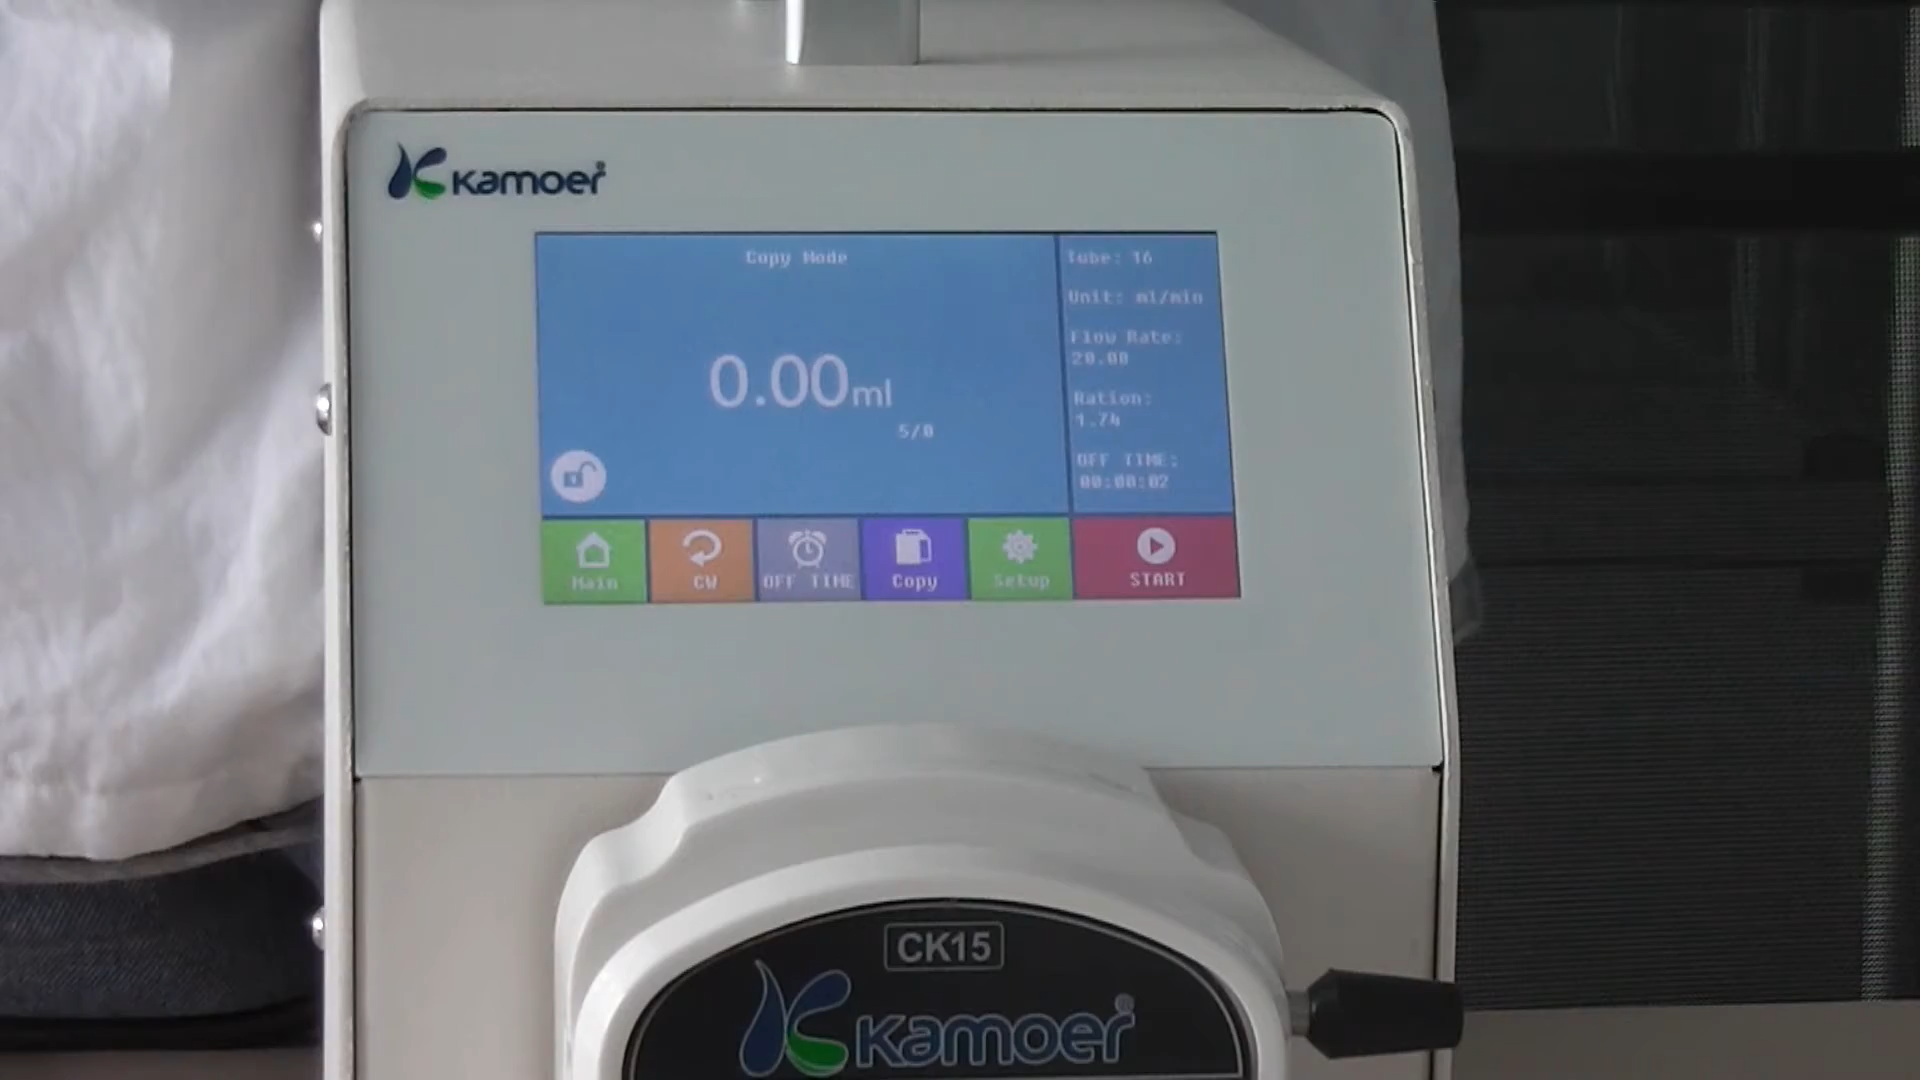 Kamoer
Copy Mode
0.00ml
5/0
Tube: 16
Unit: ml/min
Flow Rate:
20.00
Ration:
1.74
OFF TIME:
00:00:02
Main
CW
OFF TIME
Copy
Setup
START
CK15
Kamoer